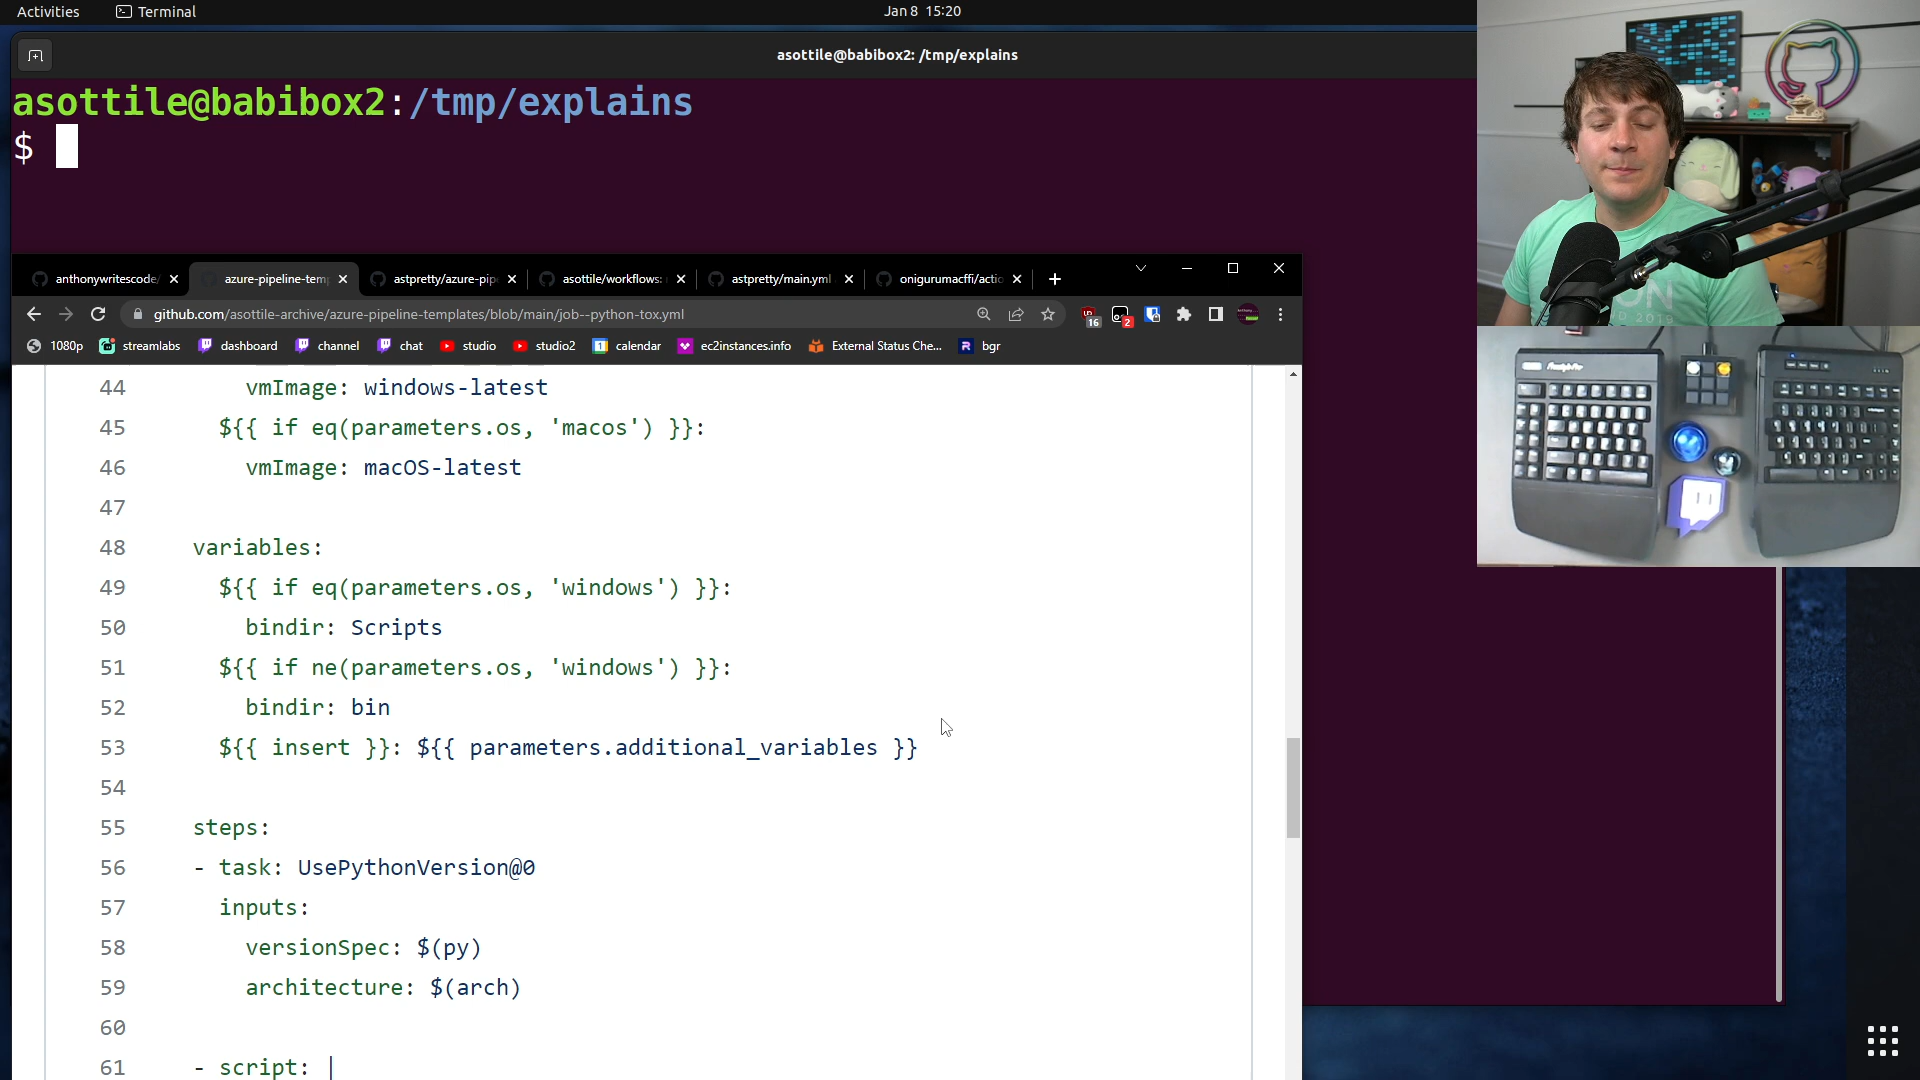 Activities
Terminal
Jan 8 15:20
asottile@babibox2: /tmp/explains
asottile@babibox2:/tmp/explains
$
anthonywritescode/
azure-pipeline-temp
astpretty/azure-pip
asottile/workflows:
astpretty/main.yml
onigurumacffi/actio
github.com/asottile-archive/azure-pipeline-templates/blob/main/job--python-tox.yml
16
2
1080p
streamlabs
dashboard
channel
chat
studio
studio2
calendar
ec2instances.info
External Status Che...
bgr
44 vmImage: windows-latest
45 ${{ if eq(parameters.os, 'macos') }}:
46 vmImage: macOS-latest
47
48 variables:
49 ${{ if eq(parameters.os, 'windows') }}:
50 bindir: Scripts
51 ${{ if ne(parameters.os, 'windows') }}:
52 bindir: bin
53 ${{ insert }}: ${{ parameters.additional_variables }}
54
55 steps:
56 - task: UsePythonVersion@0
57 inputs:
58 versionSpec: $(py)
59 architecture: $(arch)
60
61 - script: |